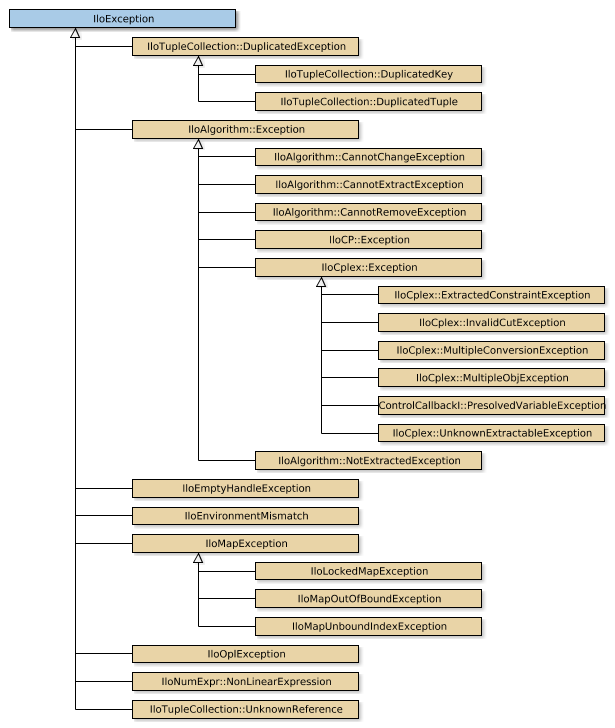 IloException
IloTupleCollection::DuplicatedException
IloTupleCollection::DuplicatedKey
IloTupleCollection::DuplicatedTuple
IloAlgorithm::Exception
IloAlgorithm::CannotChangeException
IloAlgorithm::CannotExtractException
IloAlgorithm::CannotRemoveException
IloCP::Exception
IloCplex::Exception
IloCplex::ExtractedConstraintException
IloCplex::InvalidCutException
IloCplex::MultipleConversionException
IloCplex::MultipleObjException
ControlCallbackI::PresolvedVariableException
IloCplex::UnknownExtractableException
IloAlgorithm::NotExtractedException
IloEmptyHandleException
IloEnvironmentMismatch
IloMapException
IloLockedMapException
IloMapOutOfBoundException
IloMapUnboundIndexException
IloOplException
IloNumExpr::NonLinearExpression
IloTupleCollection::UnknownReference